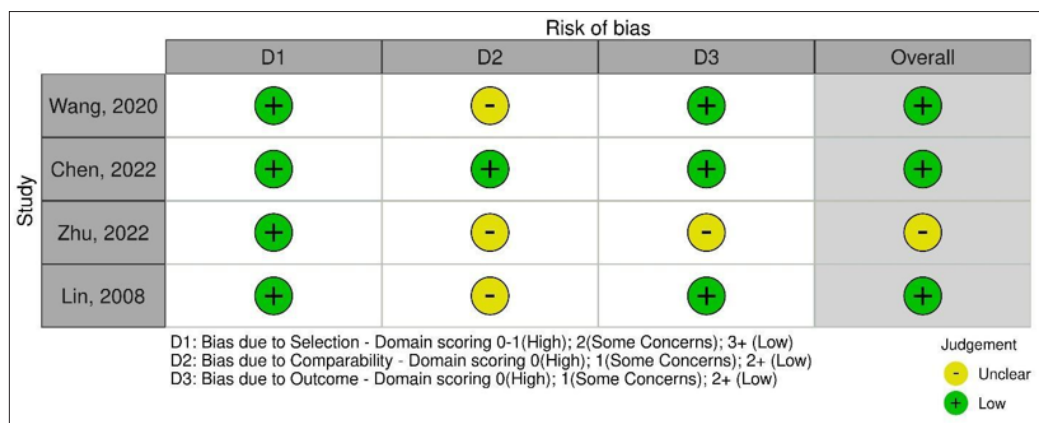 Risk of bias
D1 D2 D3 Overall
Study
Wang, 2020 + - + +
Chen, 2022 + + + +
Zhu, 2022 + - - -
Lin, 2008 + - + +
D1: Bias due to Selection - Domain scoring 0-1(High); 2(Some Concerns); 3+ (Low)
D2: Bias due to Comparability - Domain scoring 0(High); 1(Some Concerns); 2+ (Low)
D3: Bias due to Outcome - Domain scoring 0(High); 1(Some Concerns); 2+ (Low)
Judgement
- Unclear
+ Low